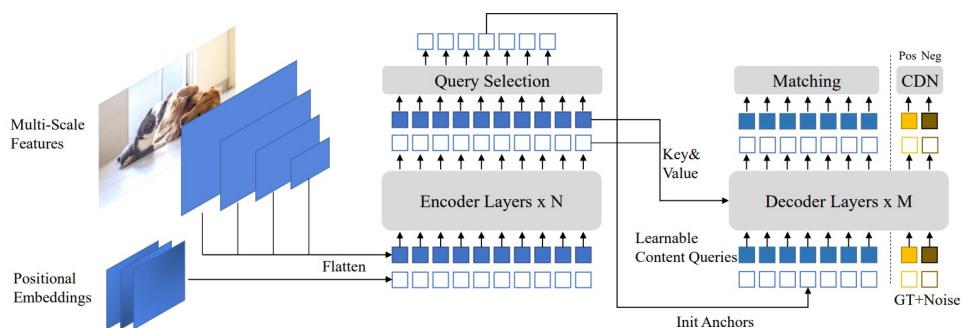 Multi-Scale
Features
Positional
Embeddings
Flatten
Query Selection
Encoder Layers x N
Key&
Value
Learnable
Content Queries
Init Anchors
Matching
Decoder Layers x M
Pos Neg
CDN
GT+Noise